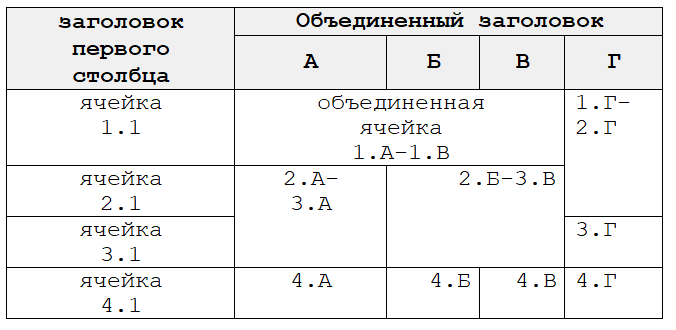 заголовок
первого
столбца
Объединенный заголовок
А
Б
В
Г
ячейка
1.1
объединенная
ячейка
1.А–1.В
1.Г–
2.Г
ячейка
2.1
2.А–
3.А
2.Б–3.В
ячейка
3.1
3.Г
ячейка
4.1
4.А
4.Б
4.В
4.Г